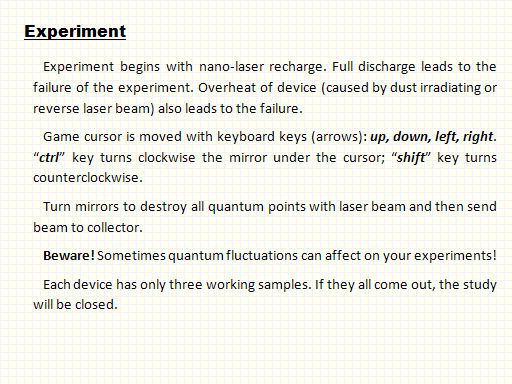 Experiment
Experiment begins with nano-laser recharge. Full discharge leads to the
failure of the experiment. Overheat of device (caused by dust irradiating or
reverse laser beam) also leads to the failure.
Game cursor is moved with keyboard keys (arrows): up, down, left, right.
“ctrl” key turns clockwise the mirror under the cursor; “shift” key turns
counterclockwise.
Turn mirrors to destroy all quantum points with laser beam and then send
beam to collector.
Beware! Sometimes quantum fluctuations can affect on your experiments!
Each device has only three working samples. If they all come out, the study
will be closed.